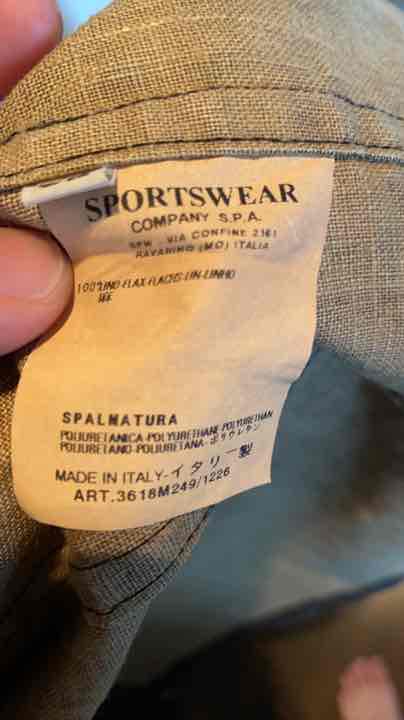 SPORTSWEAR
COMPANY S.P.A.
SPW VIA CONFINE 2161
RAVARINO (MO) ITALIA
100%LINO-FLAX-FLACHS-LIN-LINHO
麻
SPALMATURA
POLIURETANICA-POLYURETHANE-POLYURETHAN
POLIURETANO-POLIURETANA-ポリウレタン
MADE IN ITALY-イタリー製
ART.3618M249/1226